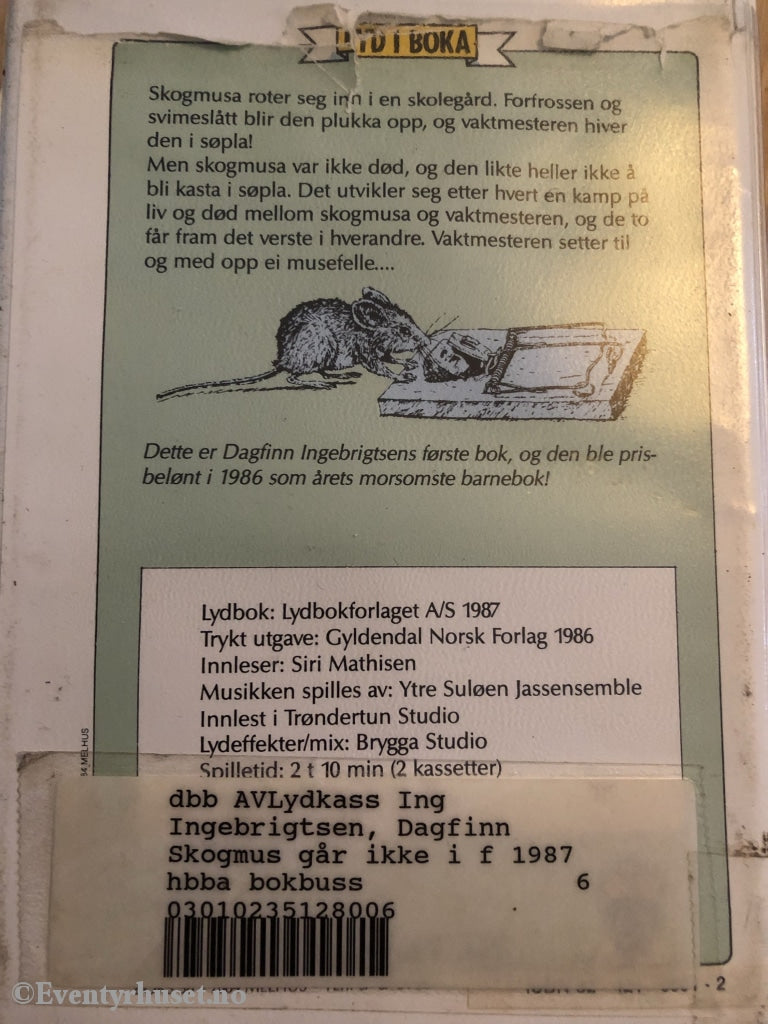 LYD I BOKA
Skogmusa roter seg inn i en skolegård. Forfrossen og
svimeslått blir den plukka opp, og vaktmesteren hiver
den i søpla!
Men skogmusa var ikke død, og den likte heller ikke å
bli kasta i søpla. Det utvikler seg etter hvert en kamp på
liv og død mellom skogmusa og vaktmesteren, og de to
får fram det verste i hverandre. Vaktmesteren setter til
og med opp ei musefelle....
Dette er Dagfinn Ingebrigtsens første bok, og den ble pris-
belønt i 1986 som årets morsomste barnebok!
Lydbok: Lydbokforlaget A/S 1987
Trykt utgave: Gyldendal Norsk Forlag 1986
Innleser: Siri Mathisen
Musikken spilles av: Ytre Suløen Jassensemble
Innlest i Trøndertun Studio
Lydeffekter/mix: Brygga Studio
Spilletid: 2 t 10 min (2 kassetter)
MELHUS
dbb AVLydkass Ing
Ingebrigtsen, Dagfinn
Skogmus går ikke i f 1987
hbba bokbuss 6
03010235128006
©Eventyrhuset.no